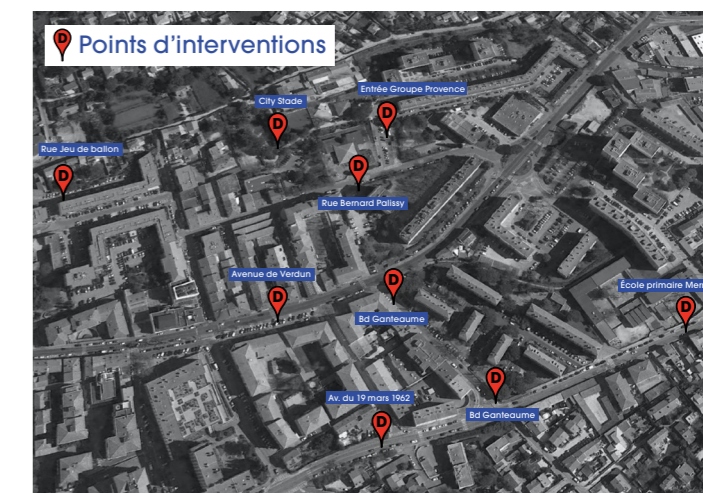 D Points d'interventions
Entrée Groupe Provence
City Stade
D
D
Rue Jeu de ballon
D
D
Rue Bernard Palissy
Avenue de Verdun
D
D
Bd Ganteaume
École primaire Mer
D
D
Av. du 19 mars 1962
Bd Ganteaume
D